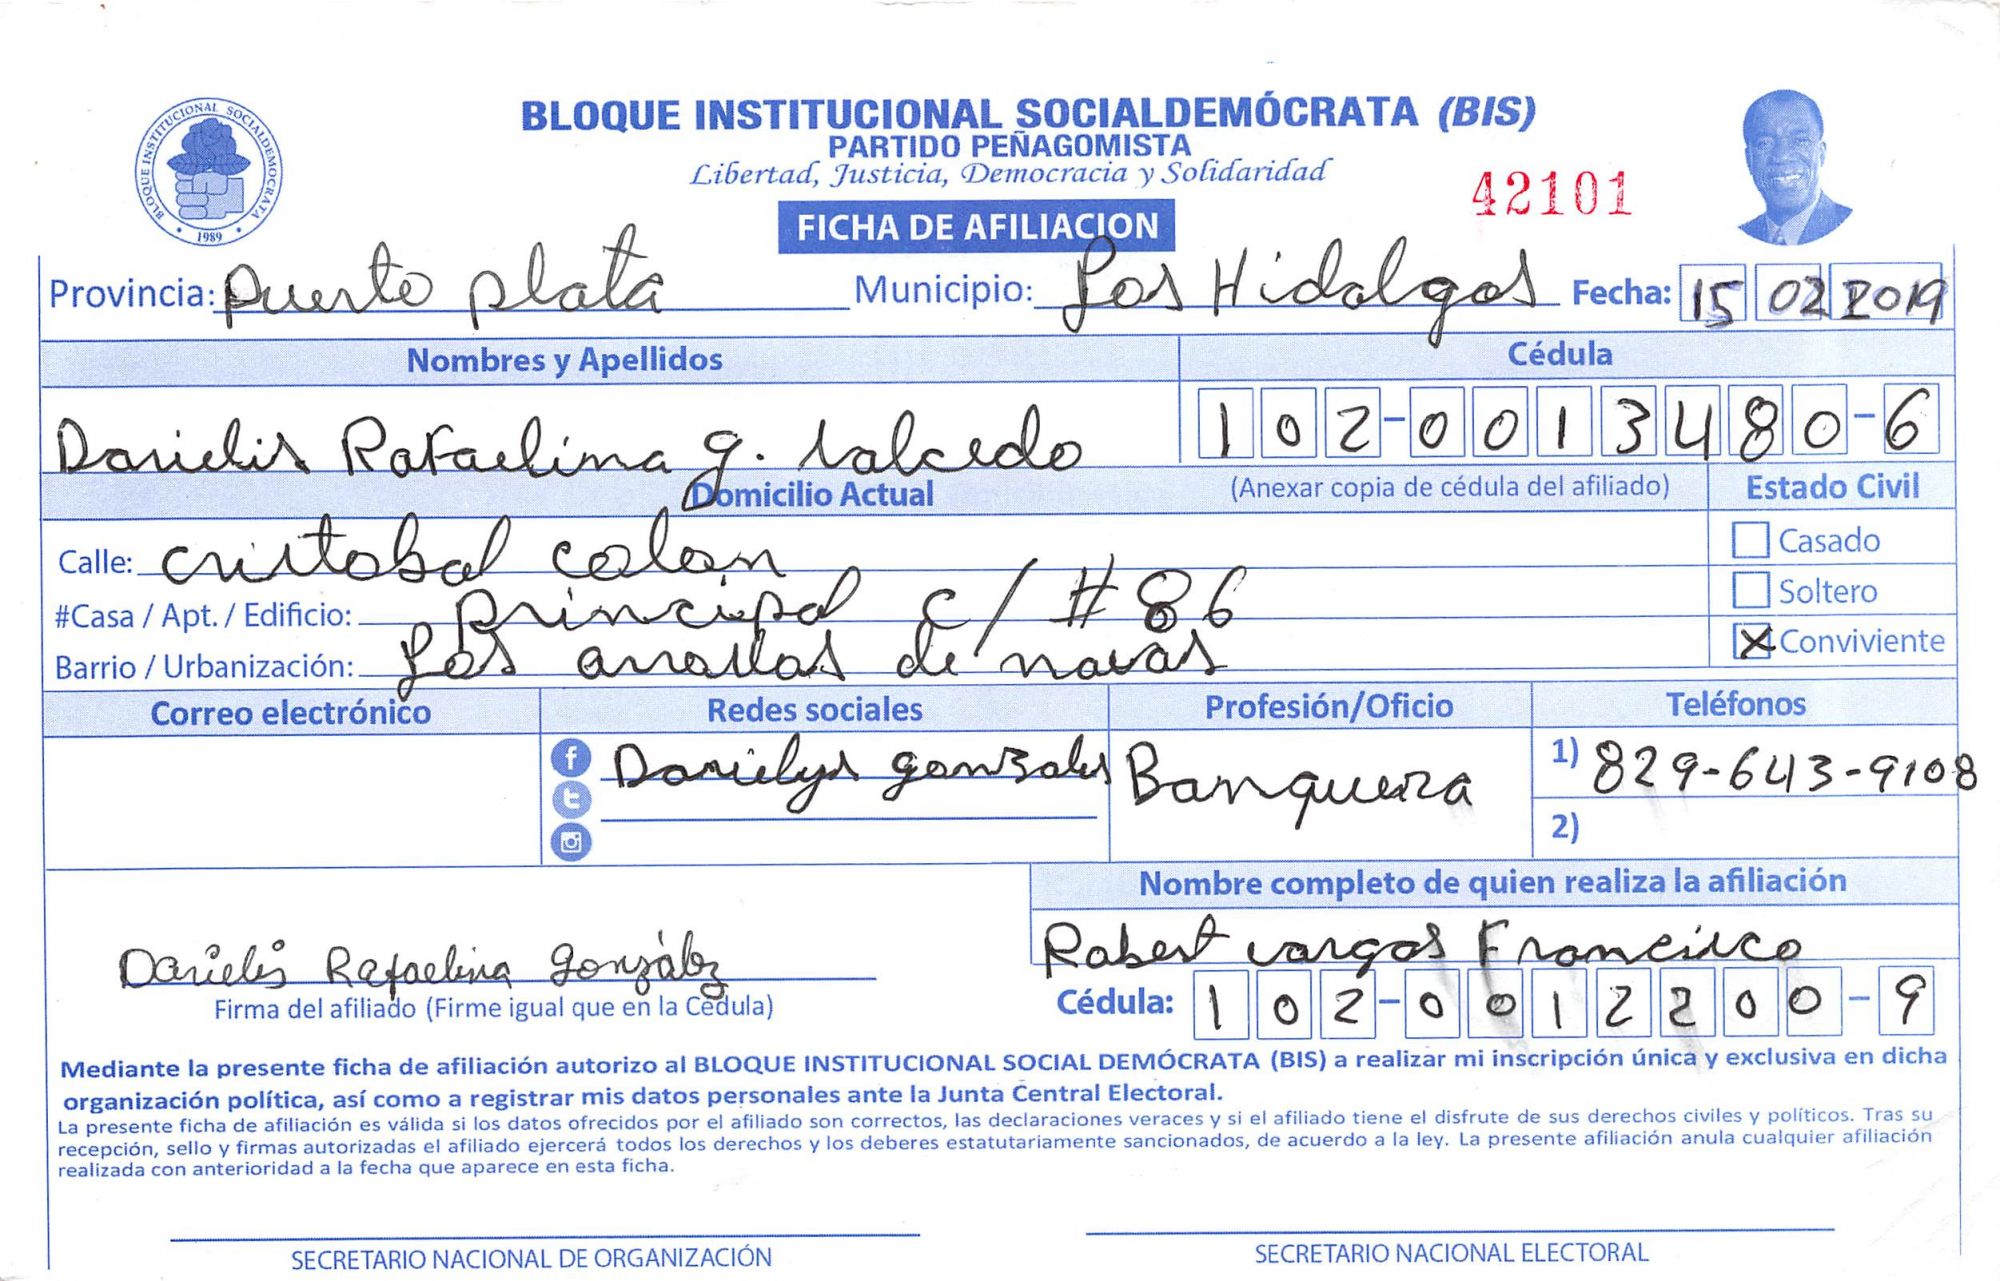 BLOQUE INSTITUCIONAL SOCIALDEMOCRATA
1989
BLOQUE INSTITUCIONAL SOCIALDEMÓCRATA (BIS)
PARTIDO PEÑAGOMISTA
Libertad, Justicia, Democracia y Solidaridad
42101
FICHA DE AFILIACION
Provincia: puerto plata Municipio: Los Hidalgos Fecha: 15 02 2019
Nombres y Apellidos Cédula
Darielis Rafaelina g. Salcedo 102-0013480-6
Domicilio Actual (Anexar copia de cédula del afiliado) Estado Civil
Calle: cristobal colon Casado
#Casa / Apt. / Edificio: principal c/ #86 Soltero
Barrio / Urbanización: Los de navas X Conviviente
Correo electrónico Redes sociales Profesión/Oficio Teléfonos
Darielys gonzales Banquera 1) 829-643-9108
2)
Nombre completo de quien realiza la afiliación
Robert vargas Francisco
Darielis Rafaelina González
Firma del afiliado (Firme igual que en la Cédula) Cédula: 102-0012200-9
Mediante la presente ficha de afiliación autorizo al BLOQUE INSTITUCIONAL SOCIAL DEMÓCRATA (BIS) a realizar mi inscripción única y exclusiva en dicha
organización política, así como a registrar mis datos personales ante la Junta Central Electoral.
La presente ficha de afiliación es válida si los datos ofrecidos por el afiliado son correctos, las declaraciones veraces y si el afiliado tiene el disfrute de sus derechos civiles y políticos. Tras su
recepción, sello y firmas autorizadas el afiliado ejercerá todos los derechos y los deberes estatutariamente sancionados, de acuerdo a la ley. La presente afiliación anula cualquier afiliación
realizada con anterioridad a la fecha que aparece en esta ficha.
SECRETARIO NACIONAL DE ORGANIZACIÓN SECRETARIO NACIONAL ELECTORAL